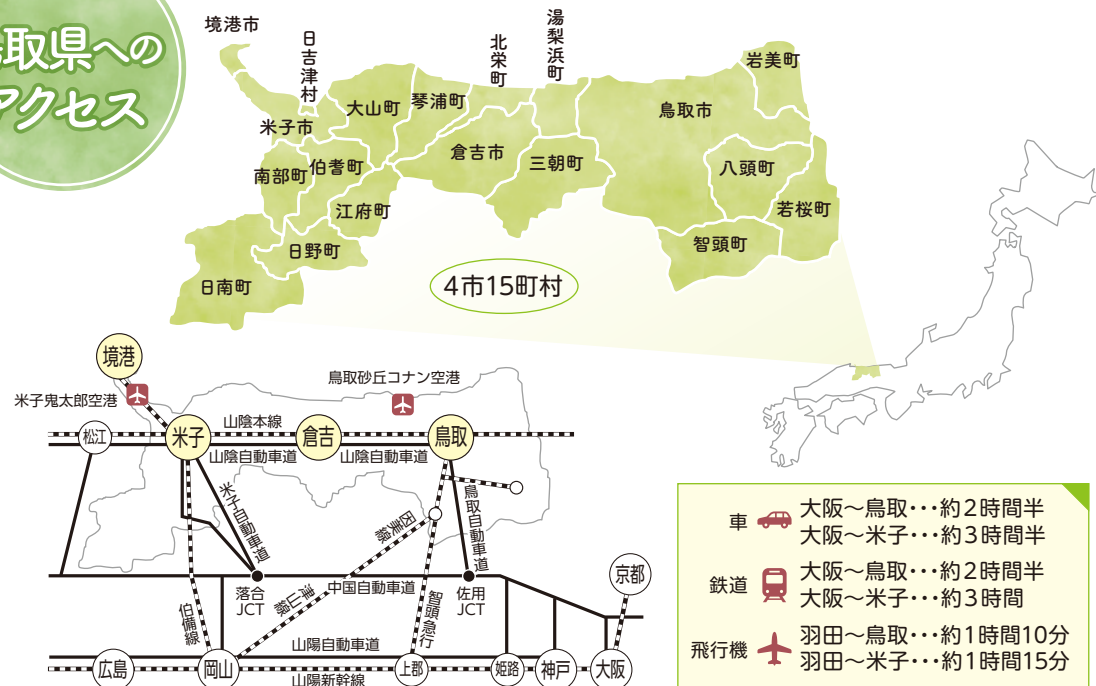 鳥取県への
アクセス
境港市
日吉津村
北栄町
湯梨浜町
岩美町
大山町
琴浦町
鳥取市
米子市
倉吉市
三朝町
八頭町
南部町
伯耆町
若桜町
江府町
智頭町
日野町
日南町
4市15町村
境港
米子鬼太郎空港
鳥取砂丘コナン空港
松江
米子
山陰本線
倉吉
鳥取
山陰自動車道
山陰自動車道
米子自動車道
鳥取自動車道
因美線
落合
JCT
津山線
中国自動車道
佐用
JCT
京都
伯備線
智頭急行
山陽自動車道
広島
岡山
上郡
姫路
神戸
大阪
山陽新幹線
車
大阪～鳥取･･･約2時間半
大阪～米子･･･約3時間半
鉄道
大阪～鳥取･･･約2時間半
大阪～米子･･･約3時間
飛行機
羽田～鳥取･･･約1時間10分
羽田～米子･･･約1時間15分